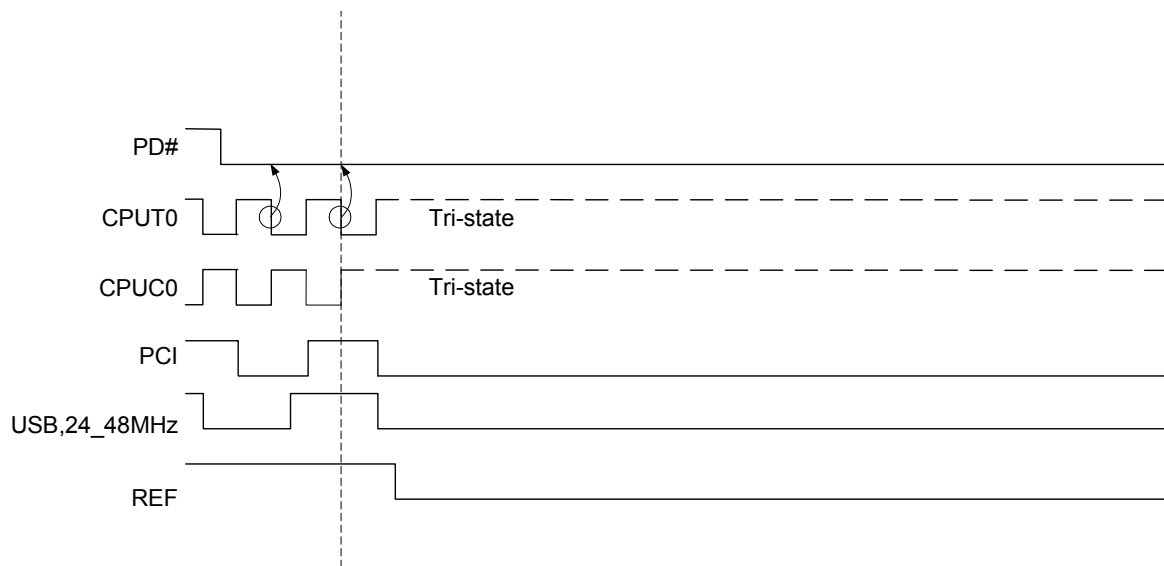 PD#
CPUT0
Tri-state
CPUC0
Tri-state
PCI
USB,24_48MHz
REF